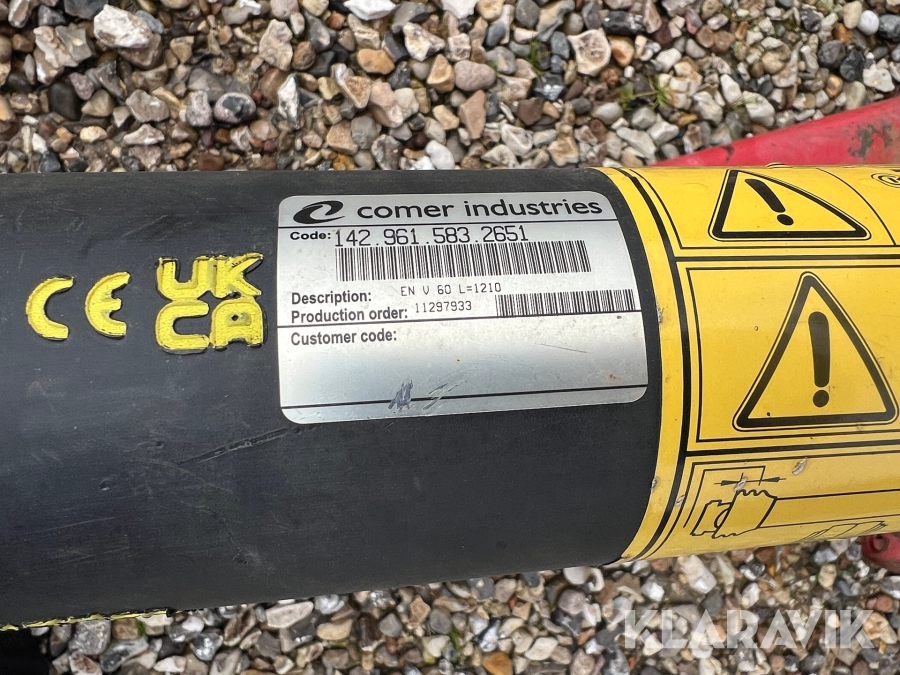 comer industries
Code: 142.961.583.2651
Description: EN V 60 L=1210
Production order: 11297933
Customer code:
CE
UK
CA
KLARAVIK